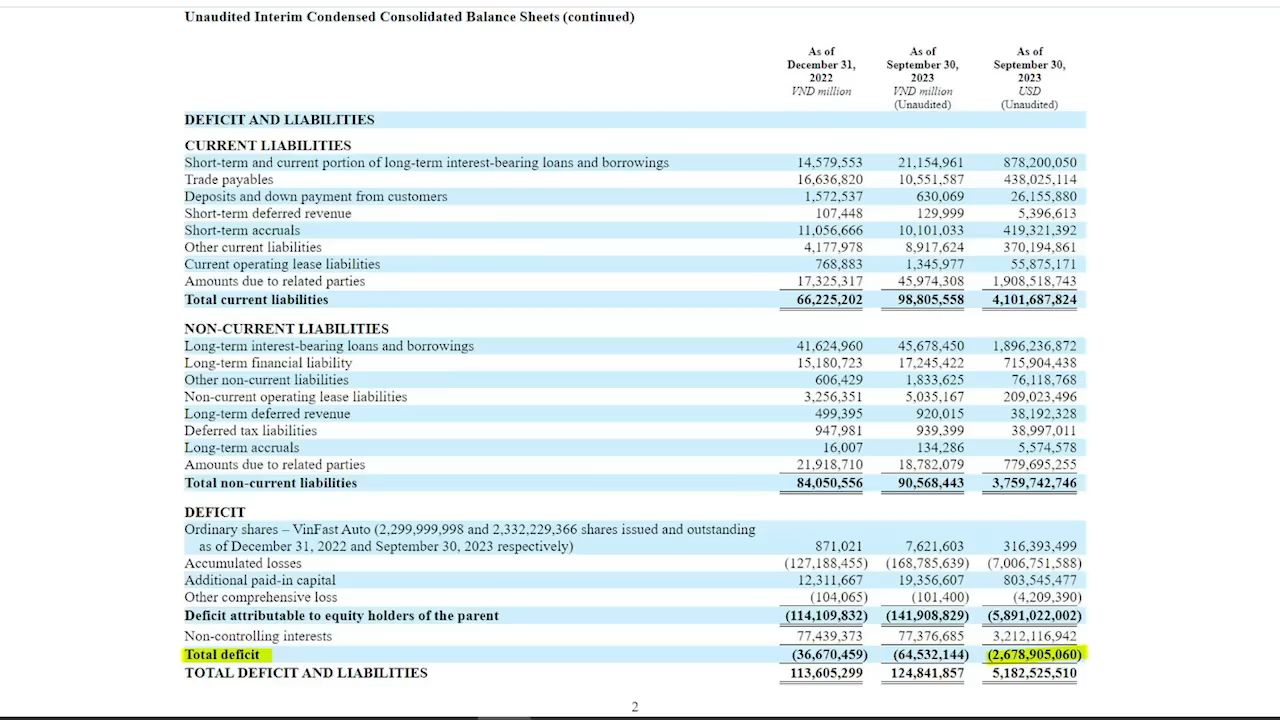 Unaudited Interim Condensed Consolidated Balance Sheets (continued)
As of As of As of
December 31, September 30, September 30,
2022 2023 2023
VND million VND million USD
(Unaudited) (Unaudited)
DEFICIT AND LIABILITIES
CURRENT LIABILITIES
Short-term and current portion of long-term interest-bearing loans and borrowings 14,579,553 21,154,961 878,200,050
Trade payables 16,636,820 10,551,587 438,025,114
Deposits and down payment from customers 1,572,537 630,069 26,155,880
Short-term deferred revenue 107,448 129,999 5,396,613
Short-term accruals 11,056,666 10,101,033 419,321,392
Other current liabilities 4,177,978 8,917,624 370,194,861
Current operating lease liabilities 768,883 1,345,977 55,875,171
Amounts due to related parties 17,325,317 45,974,308 1,908,518,743
Total current liabilities 66,225,202 98,805,558 4,101,687,824
NON-CURRENT LIABILITIES
Long-term interest-bearing loans and borrowings 41,624,960 45,678,450 1,896,236,872
Long-term financial liability 15,180,723 17,245,422 715,904,438
Other non-current liabilities 606,429 1,833,625 76,118,768
Non-current operating lease liabilities 3,256,351 5,035,167 209,023,496
Long-term deferred revenue 499,395 920,015 38,192,328
Deferred tax liabilities 947,981 939,399 38,997,011
Long-term accruals 16,007 134,286 5,574,578
Amounts due to related parties 21,918,710 18,782,079 779,695,255
Total non-current liabilities 84,050,556 90,568,443 3,759,742,746
DEFICIT
Ordinary shares – VinFast Auto (2,299,999,998 and 2,332,229,366 shares issued and outstanding
as of December 31, 2022 and September 30, 2023 respectively) 871,021 7,621,603 316,393,499
Accumulated losses (127,188,455) (168,785,639) (7,006,751,588)
Additional paid-in capital 12,311,667 19,356,607 803,545,477
Other comprehensive loss (104,065) (101,400) (4,209,390)
Deficit attributable to equity holders of the parent (114,109,832) (141,908,829) (5,891,022,002)
Non-controlling interests 77,439,373 77,376,685 3,212,116,942
Total deficit (36,670,459) (64,532,144) (2,678,905,060)
TOTAL DEFICIT AND LIABILITIES 113,605,299 124,841,857 5,182,525,510
2